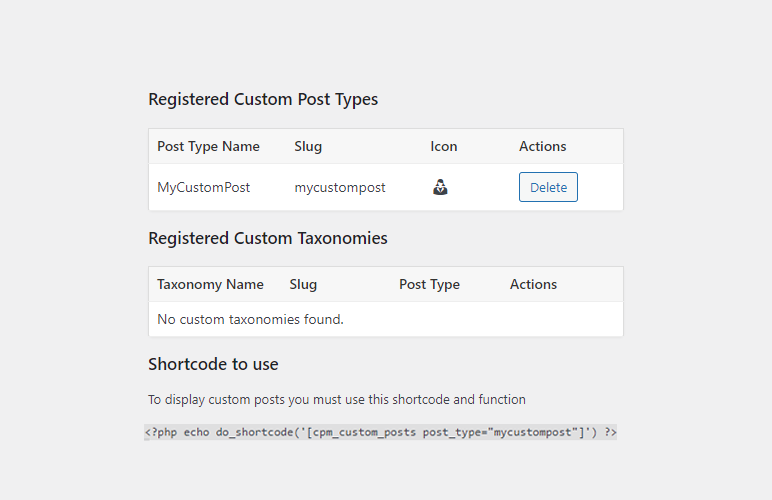 Registered Custom Post Types
Post Type Name Slug Icon Actions
MyCustomPost mycustompost Delete
Registered Custom Taxonomies
Taxonomy Name Slug Post Type Actions
No custom taxonomies found.
Shortcode to use
To display custom posts you must use this shortcode and function
<?php echo do_shortcode('[cpm_custom_posts post_type="mycustompost"]') ?>